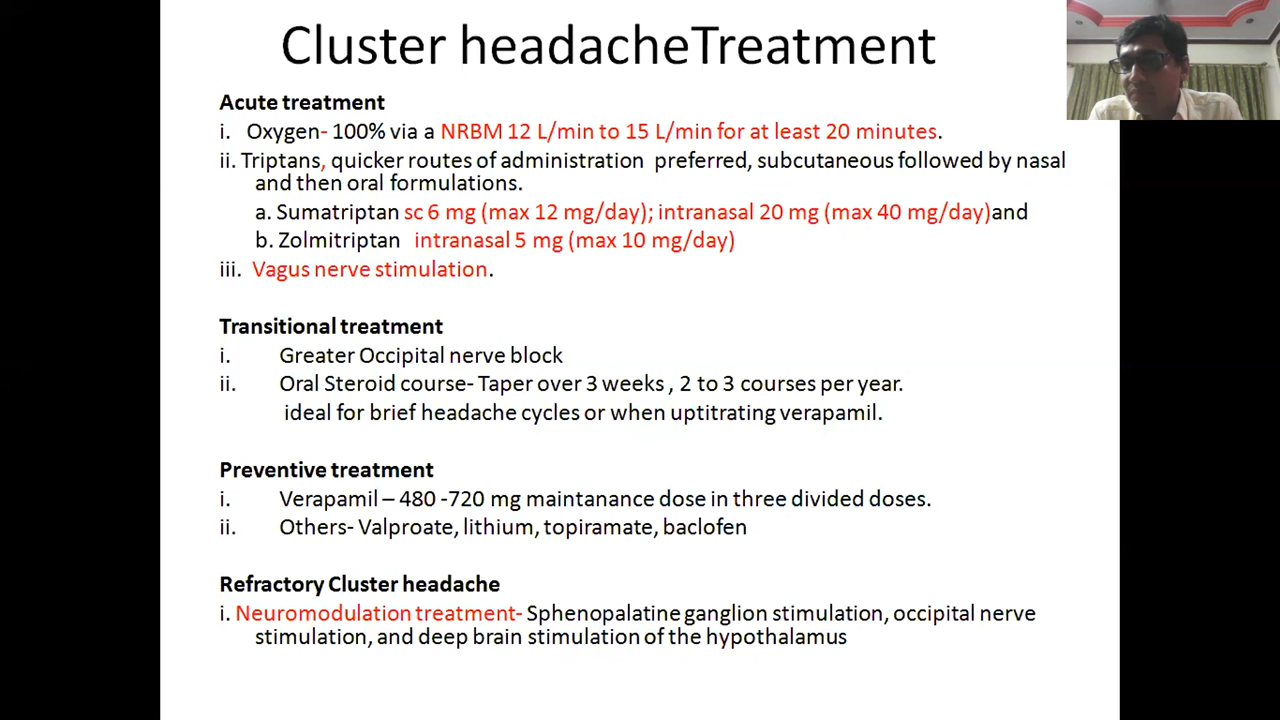 Cluster headacheTreatment
Acute treatment
i. Oxygen- 100% via a NRBM 12 L/min to 15 L/min for at least 20 minutes.
ii. Triptans, quicker routes of administration preferred, subcutaneous followed by nasal
and then oral formulations.
a. Sumatriptan sc 6 mg (max 12 mg/day); intranasal 20 mg (max 40 mg/day)and
b. Zolmitriptan intranasal 5 mg (max 10 mg/day)
iii. Vagus nerve stimulation.
Transitional treatment
i. Greater Occipital nerve block
ii. Oral Steroid course- Taper over 3 weeks , 2 to 3 courses per year.
ideal for brief headache cycles or when uptitrating verapamil.
Preventive treatment
i. Verapamil – 480 -720 mg maintanance dose in three divided doses.
ii. Others- Valproate, lithium, topiramate, baclofen
Refractory Cluster headache
i. Neuromodulation treatment- Sphenopalatine ganglion stimulation, occipital nerve
stimulation, and deep brain stimulation of the hypothalamus